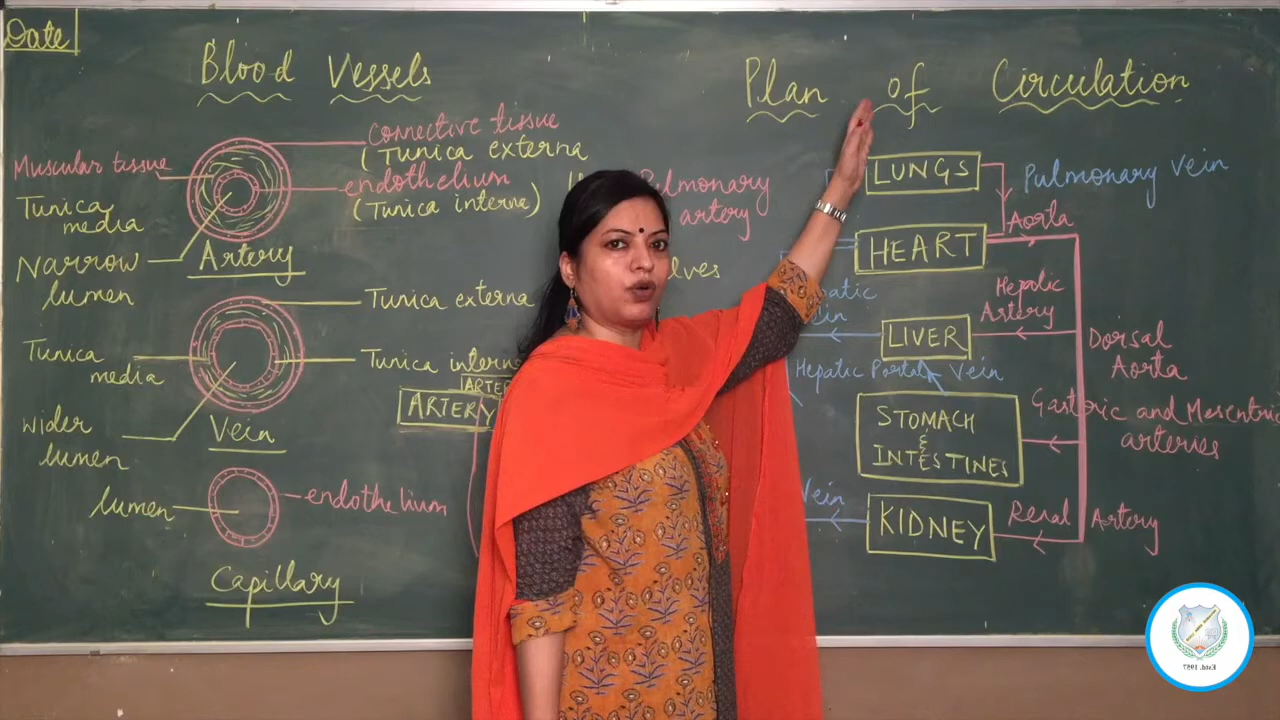 Date
Blood Vessels
Connective tissue
(Tunica externa
Muscular tissue
endothelium
(Tunica interna)
Tunica
media
Narrow
lumen
Artery
Tunica externa
Tunica
media
Tunica interna
wider
lumen
Vein
ARTERY
lumen
endothelium
Capillary
Plan of Circulation
LUNGS
Pulmonary Vein
Pulmonary
artery
Aorta
HEART
Hepatic
Artery
LIVER
Dorsal
Aorta
Hepatic Portal Vein
STOMACH
&
INTESTINES
Gastric and Mesentric
arteries
Vein
KIDNEY
Renal Artery
Estd. 1957